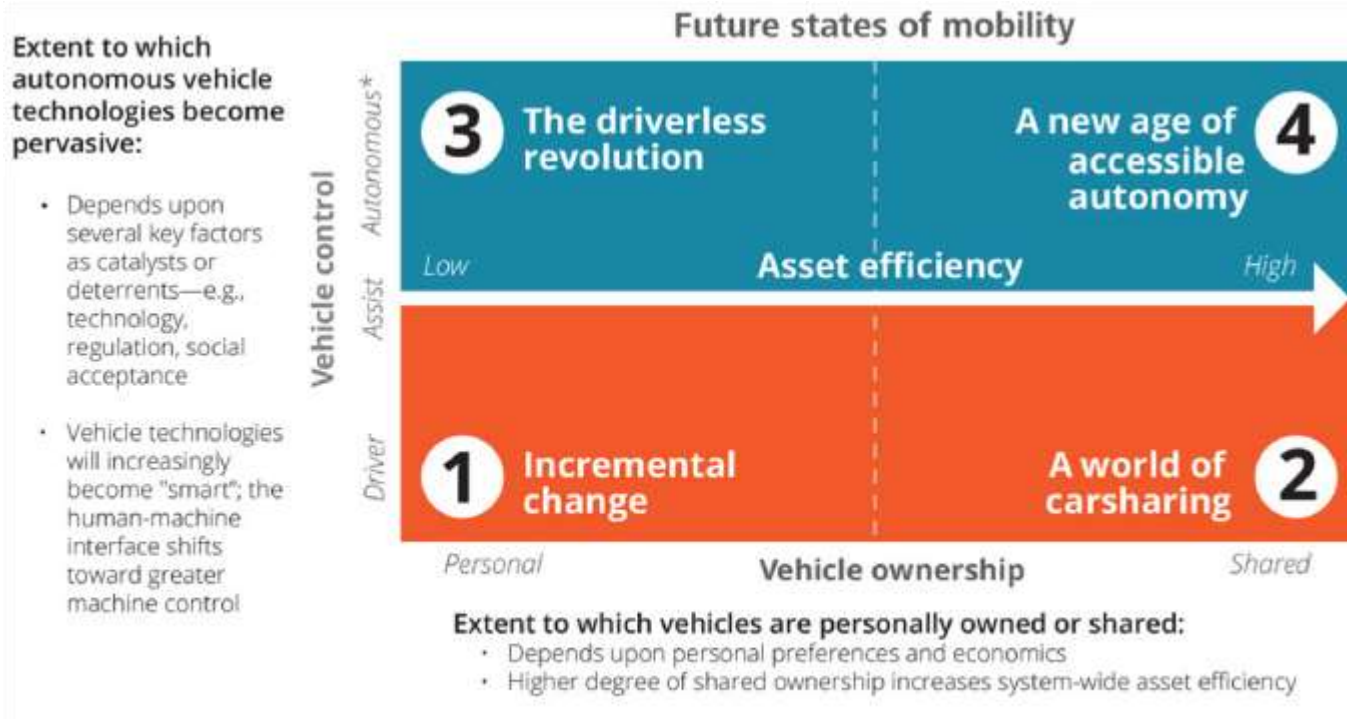 Future states of mobility
Extent to which
autonomous vehicle
technologies become
pervasive:
• Depends upon
several key factors
as catalysts or
deterrents—e.g.,
technology,
regulation, social
acceptance
• Vehicle technologies
will increasingly
become "smart"; the
human-machine
interface shifts
toward greater
machine control
Vehicle control
Autonomous*
Assist
Driver
3
The driverless
revolution
A new age of
accessible
autonomy
4
Low
Asset efficiency
High
1
Incremental
change
A world of
carsharing
2
Personal
Vehicle ownership
Shared
Extent to which vehicles are personally owned or shared:
• Depends upon personal preferences and economics
• Higher degree of shared ownership increases system-wide asset efficiency